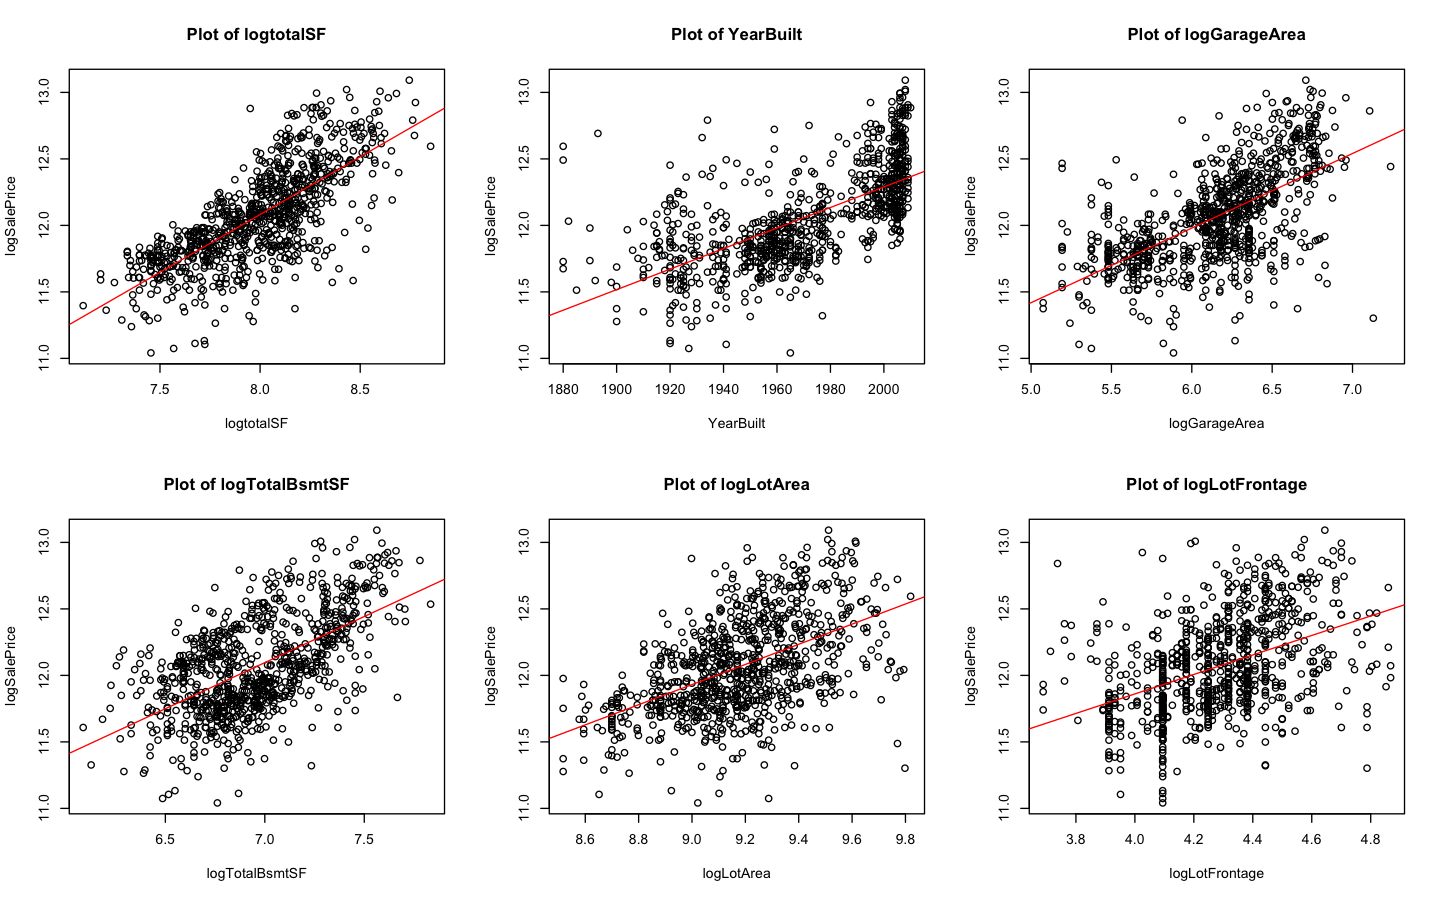 Plot of logtotalSF
logSalePrice
11.0 11.5 12.0 12.5 13.0
7.5 8.0 8.5
logtotalSF
Plot of YearBuilt
logSalePrice
11.0 11.5 12.0 12.5 13.0
1880 1900 1920 1940 1960 1980 2000
YearBuilt
Plot of logGarageArea
logSalePrice
11.0 11.5 12.0 12.5 13.0
5.0 5.5 6.0 6.5 7.0
logGarageArea
Plot of logTotalBsmtSF
logSalePrice
11.0 11.5 12.0 12.5 13.0
6.5 7.0 7.5
logTotalBsmtSF
Plot of logLotArea
logSalePrice
11.0 11.5 12.0 12.5 13.0
8.6 8.8 9.0 9.2 9.4 9.6 9.8
logLotArea
Plot of logLotFrontage
logSalePrice
11.0 11.5 12.0 12.5 13.0
3.8 4.0 4.2 4.4 4.6 4.8
logLotFrontage